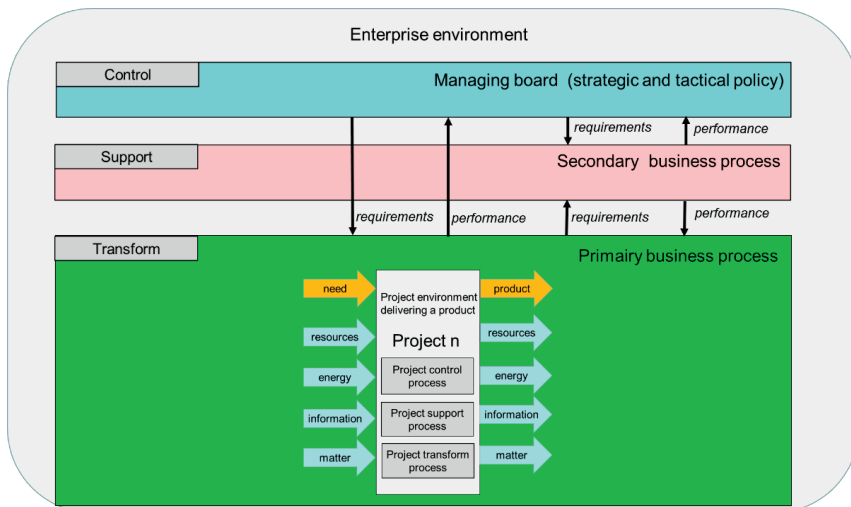 Enterprise environment
Control
Managing board (strategic and tactical policy)
requirements
performance
Support
Secondary business process
requirements
performance
requirements
performance
Transform
Primairy business process
need
Project environment
delivering a product
product
resources
Project n
resources
energy
Project control
process
energy
information
Project support
process
information
matter
Project transform
process
matter